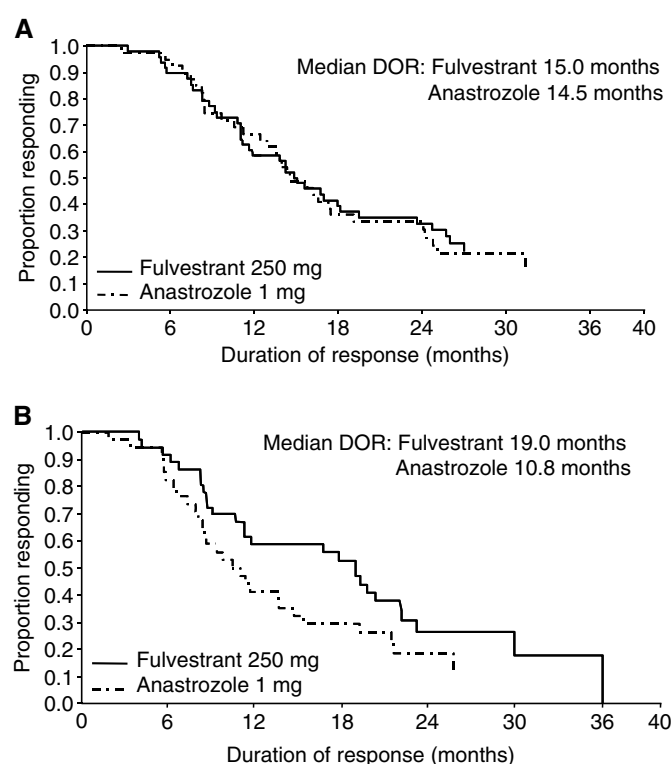 A
1.0
0.9
0.8
0.7
0.6
0.5
0.4
0.3
0.2
0.1
0.0
Proportion responding
Median DOR: Fulvestrant 15.0 months
Anastrozole 14.5 months
Fulvestrant 250 mg
Anastrozole 1 mg
0 6 12 18 24 30 36 40
Duration of response (months)
B
1.0
0.9
0.8
0.7
0.6
0.5
0.4
0.3
0.2
0.1
0.0
Proportion responding
Median DOR: Fulvestrant 19.0 months
Anastrozole 10.8 months
Fulvestrant 250 mg
Anastrozole 1 mg
0 6 12 18 24 30 36 40
Duration of response (months)